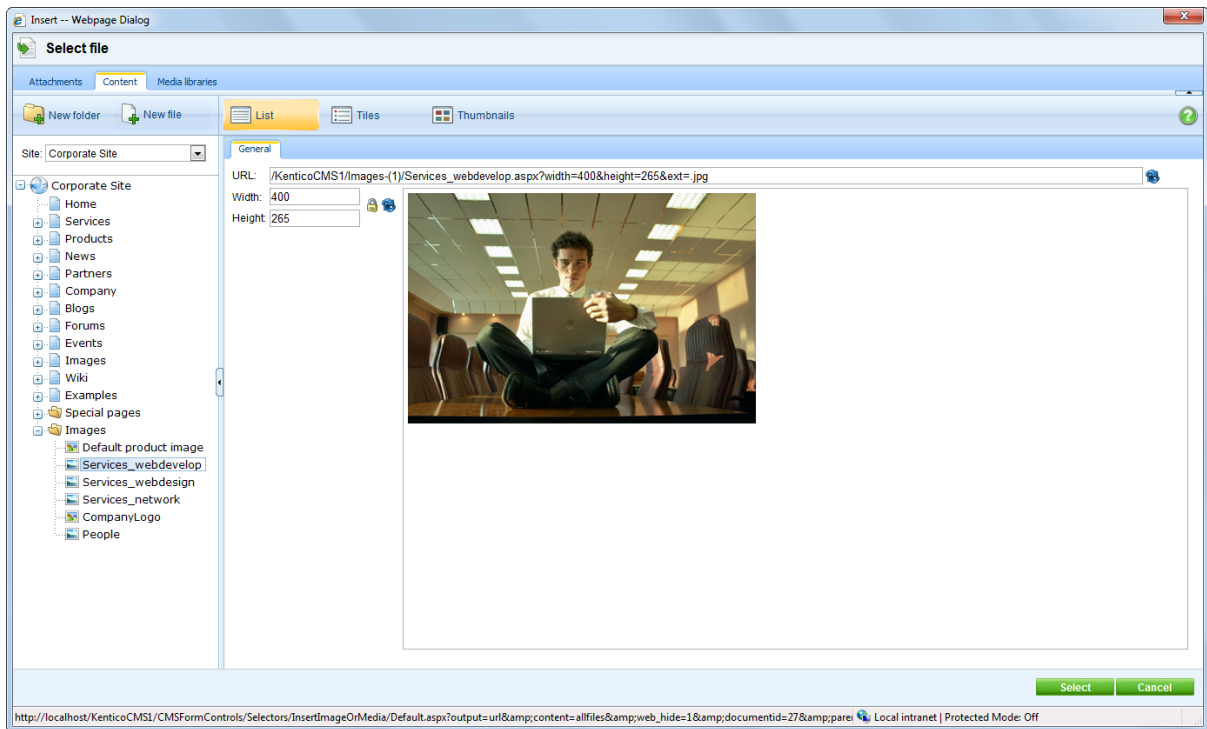 Insert -- Webpage Dialog
Select file
Attachments Content Media libraries
New folder New file List Tiles Thumbnails
Site: Corporate Site
General
URL: /KenticoCMS1/Images-(1)/Services_webdevelop.aspx?width=400&height=265&ext=.jpg
Width: 400
Height: 265
Corporate Site
Home
Services
Products
News
Partners
Company
Blogs
Forums
Events
Images
Wiki
Examples
Special pages
Images
Default product image
Services_webdevelop
Services_webdesign
Services_network
CompanyLogo
People
Select Cancel
http://localhost/KenticoCMS1/CMSFormControls/Selectors/InsertImageOrMedia/Default.aspx?output=url&amp;content=allfiles&amp;web_hide=1&amp;documentid=27&amp;parei Local intranet | Protected Mode: Off